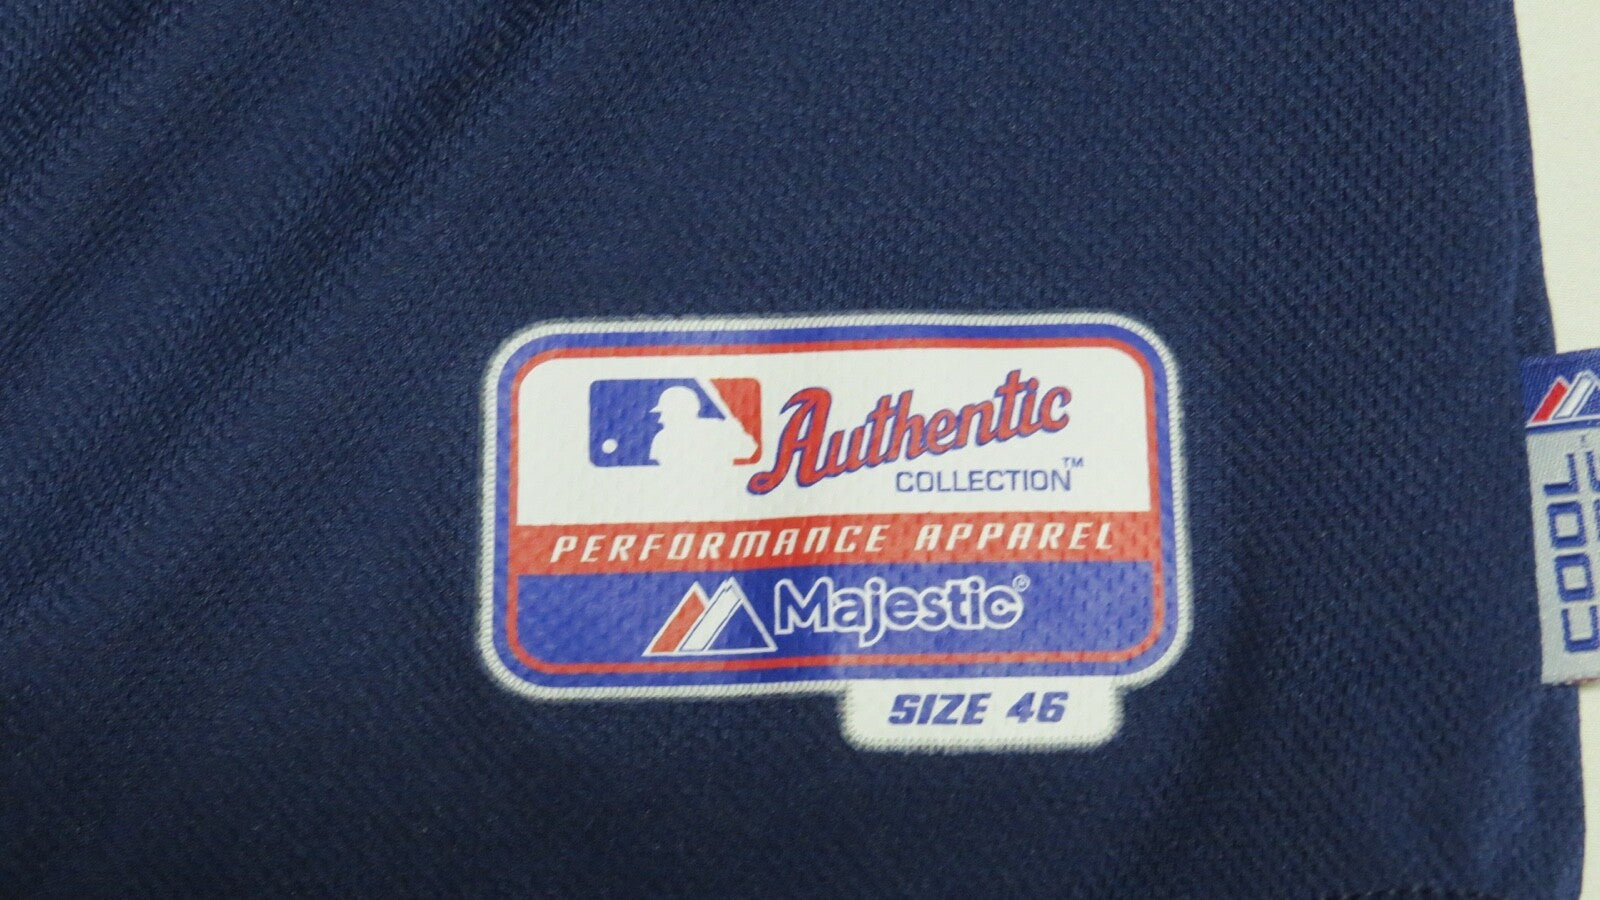 Authentic
COLLECTION™
PERFORMANCE APPAREL
Majestic®
SIZE 46
COOL